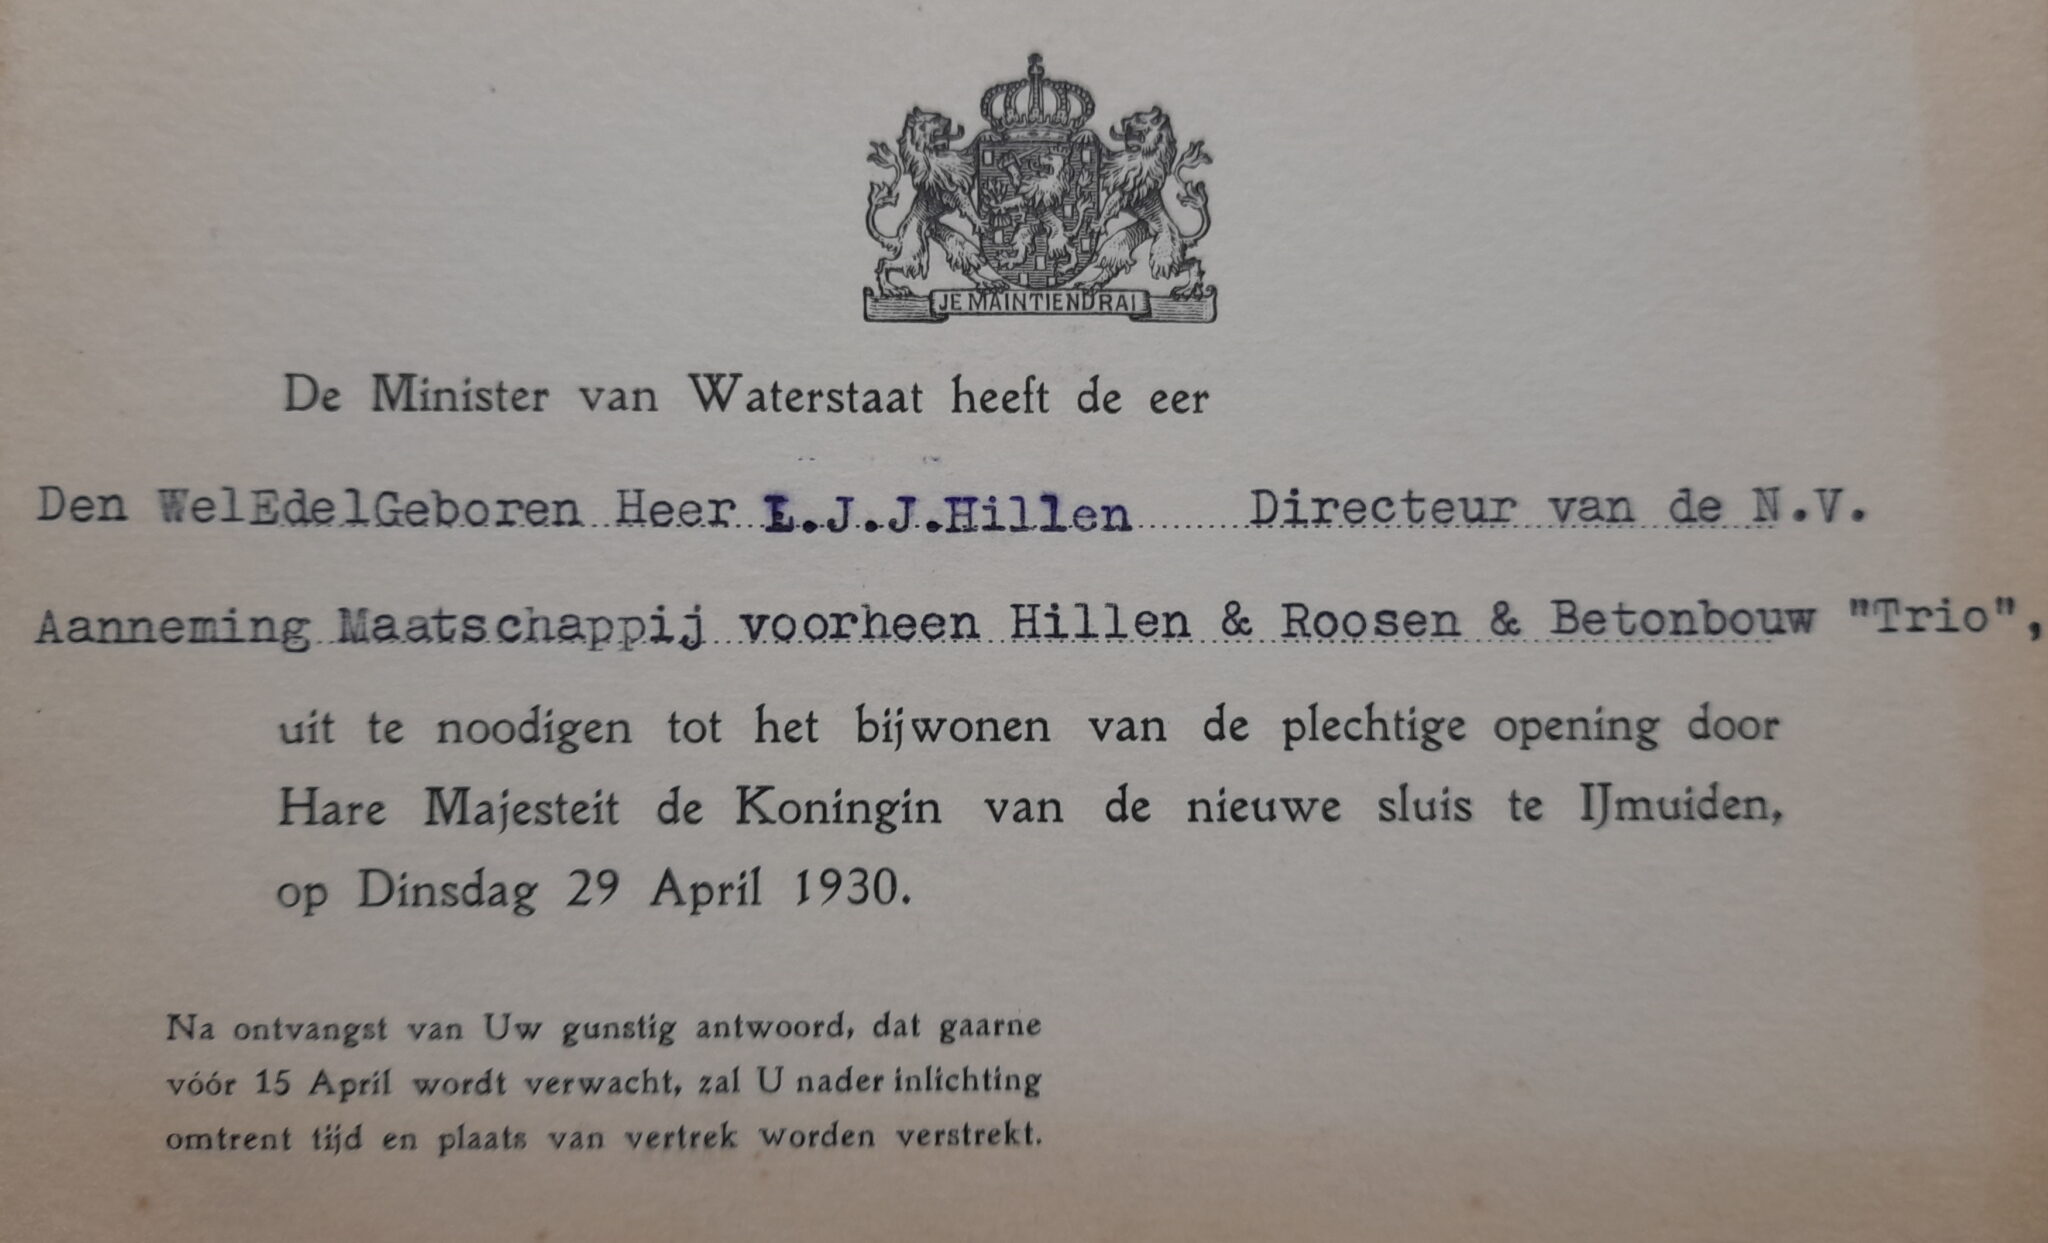 JE MAINTIENDRAI
De Minister van Waterstaat heeft de eer
Den WelEdelGeboren Heer L.J.J.Hillen Directeur van de N.V.
Aanneming Maatschappij voorheen Hillen & Roosen & Betonbouw "Trio",
uit te noodigen tot het bijwonen van de plechtige opening door
Hare Majesteit de Koningin van de nieuwe sluis te IJmuiden,
op Dinsdag 29 April 1930.
Na ontvangst van Uw gunstig antwoord, dat gaarne
vóór 15 April wordt verwacht, zal U nader inlichting
omtrent tijd en plaats van vertrek worden verstrekt.